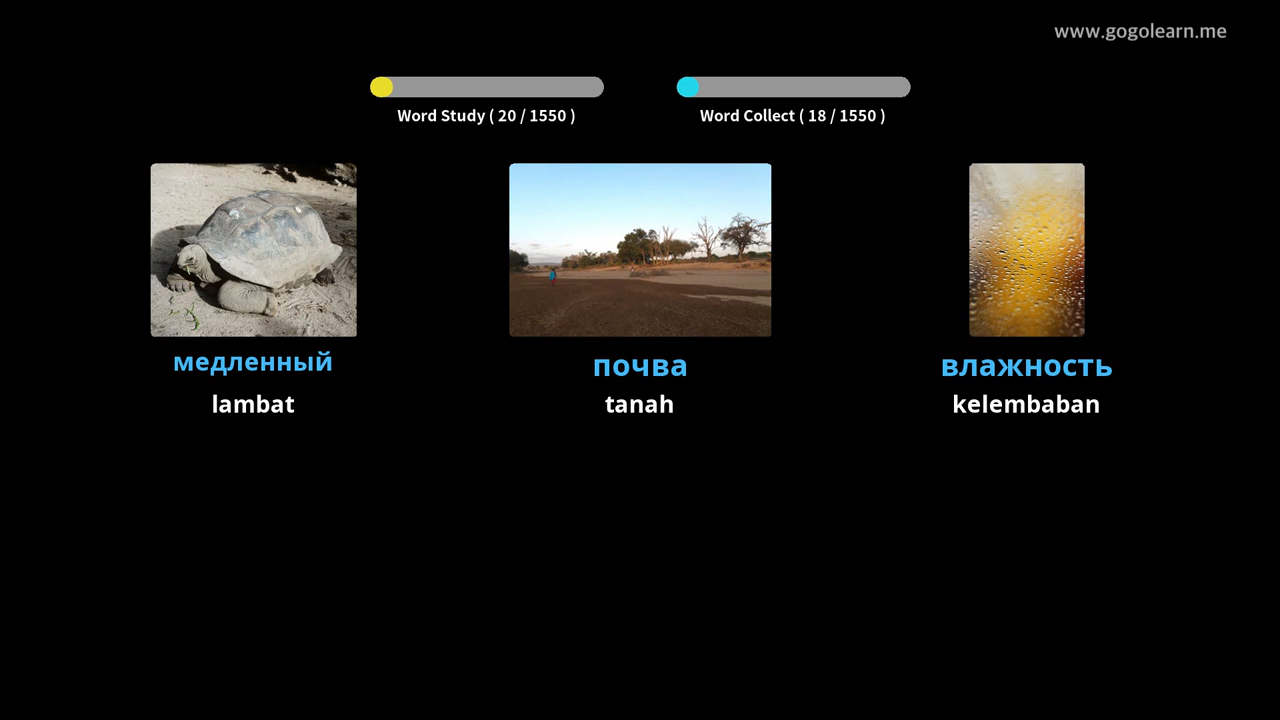 www.gogolearn.me
Word Study ( 20 / 1550 )
Word Collect ( 18 / 1550 )
медленный
lambat
почва
tanah
влажность
kelembaban